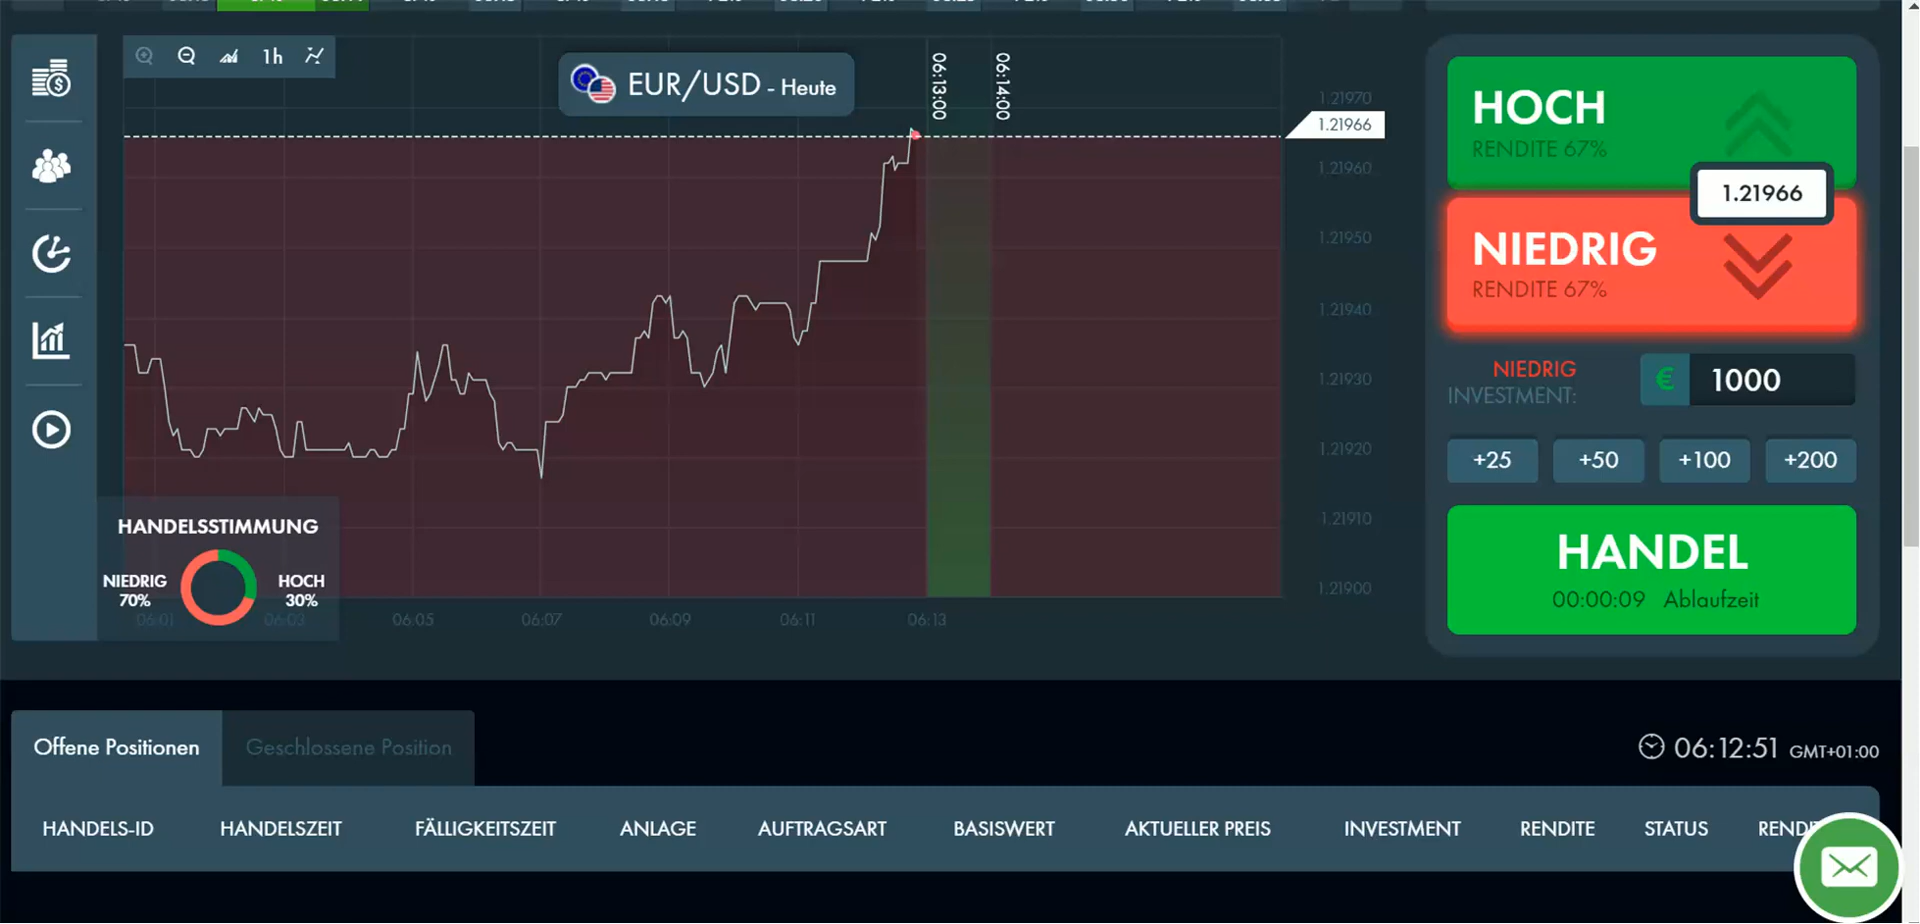 1h
EUR/USD - Heute
06:13:00
06:14:00
1.21970
1.21966
1.21960
1.21950
1.21940
1.21930
1.21920
1.21910
1.21900
HANDELSSTIMMUNG
NIEDRIG
70%
HOCH
30%
06:01
06:03
06:05
06:07
06:09
06:11
06:13
HOCH
RENDITE 67%
1.21966
NIEDRIG
RENDITE 67%
NIEDRIG
INVESTMENT:
€ 1000
+25 +50 +100 +200
HANDEL
00:00:09 Ablaufzeit
Offene Positionen
Geschlossene Position
06:12:51 GMT+01:00
HANDELS-ID HANDELSZEIT FÄLLIGKEITSZEIT ANLAGE AUFTRAGSART BASISWERT AKTUELLER PREIS INVESTMENT RENDITE STATUS